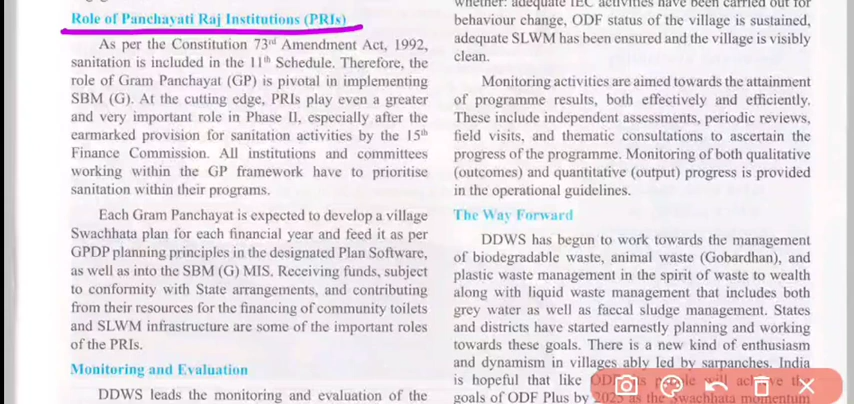 Role of Panchayati Raj Institutions (PRIs)
As per the Constitution 73rd Amendment Act, 1992,
sanitation is included in the 11th Schedule. Therefore, the
role of Gram Panchayat (GP) is pivotal in implementing
SBM (G). At the cutting edge, PRIs play even a greater
and very important role in Phase II, especially after the
earmarked provision for sanitation activities by the 15th
Finance Commission. All institutions and committees
working within the GP framework have to prioritise
sanitation within their programs.
Each Gram Panchayat is expected to develop a village
Swachhata plan for each financial year and feed it as per
GPDP planning principles in the designated Plan Software,
as well as into the SBM (G) MIS. Receiving funds, subject
to conformity with State arrangements, and contributing
from their resources for the financing of community toilets
and SLWM infrastructure are some of the important roles
of the PRIs.
Monitoring and Evaluation
DDWS leads the monitoring and evaluation of the
whether: adequate IEC activities have been carried out for
behaviour change, ODF status of the village is sustained,
adequate SLWM has been ensured and the village is visibly
clean.
Monitoring activities are aimed towards the attainment
of programme results, both effectively and efficiently.
These include independent assessments, periodic reviews,
field visits, and thematic consultations to ascertain the
progress of the programme. Monitoring of both qualitative
(outcomes) and quantitative (output) progress is provided
in the operational guidelines.
The Way Forward
DDWS has begun to work towards the management
of biodegradable waste, animal waste (Gobardhan), and
plastic waste management in the spirit of waste to wealth
along with liquid waste management that includes both
grey water as well as faecal sludge management. States
and districts have started earnestly planning and working
towards these goals. There is a new kind of enthusiasm
and dynamism in villages ably led by sarpanches. India
is hopeful that like ODF, its people will achieve the
goals of ODF Plus by 2025 as the Swachhata momentum